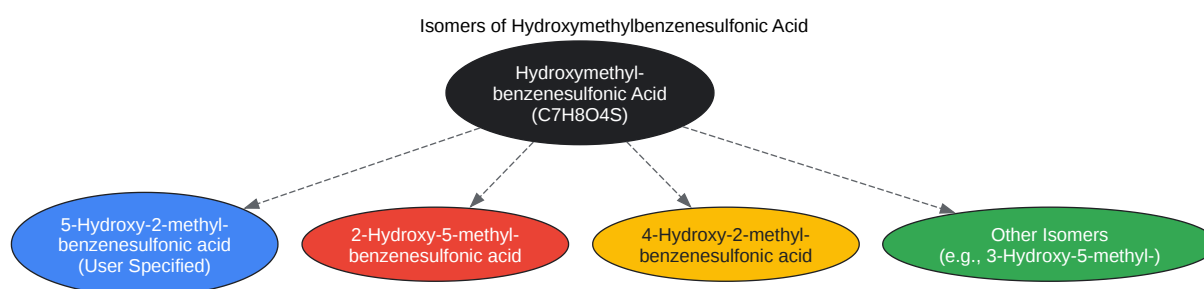 Isomers of Hydroxymethylbenzenesulfonic Acid
Hydroxymethyl-
benzenesulfonic Acid
(C7H8O4S)
5-Hydroxy-2-methyl-
benzenesulfonic acid
(User Specified)
2-Hydroxy-5-methyl-
benzenesulfonic acid
4-Hydroxy-2-methyl-
benzenesulfonic acid
Other Isomers
(e.g., 3-Hydroxy-5-methyl-)